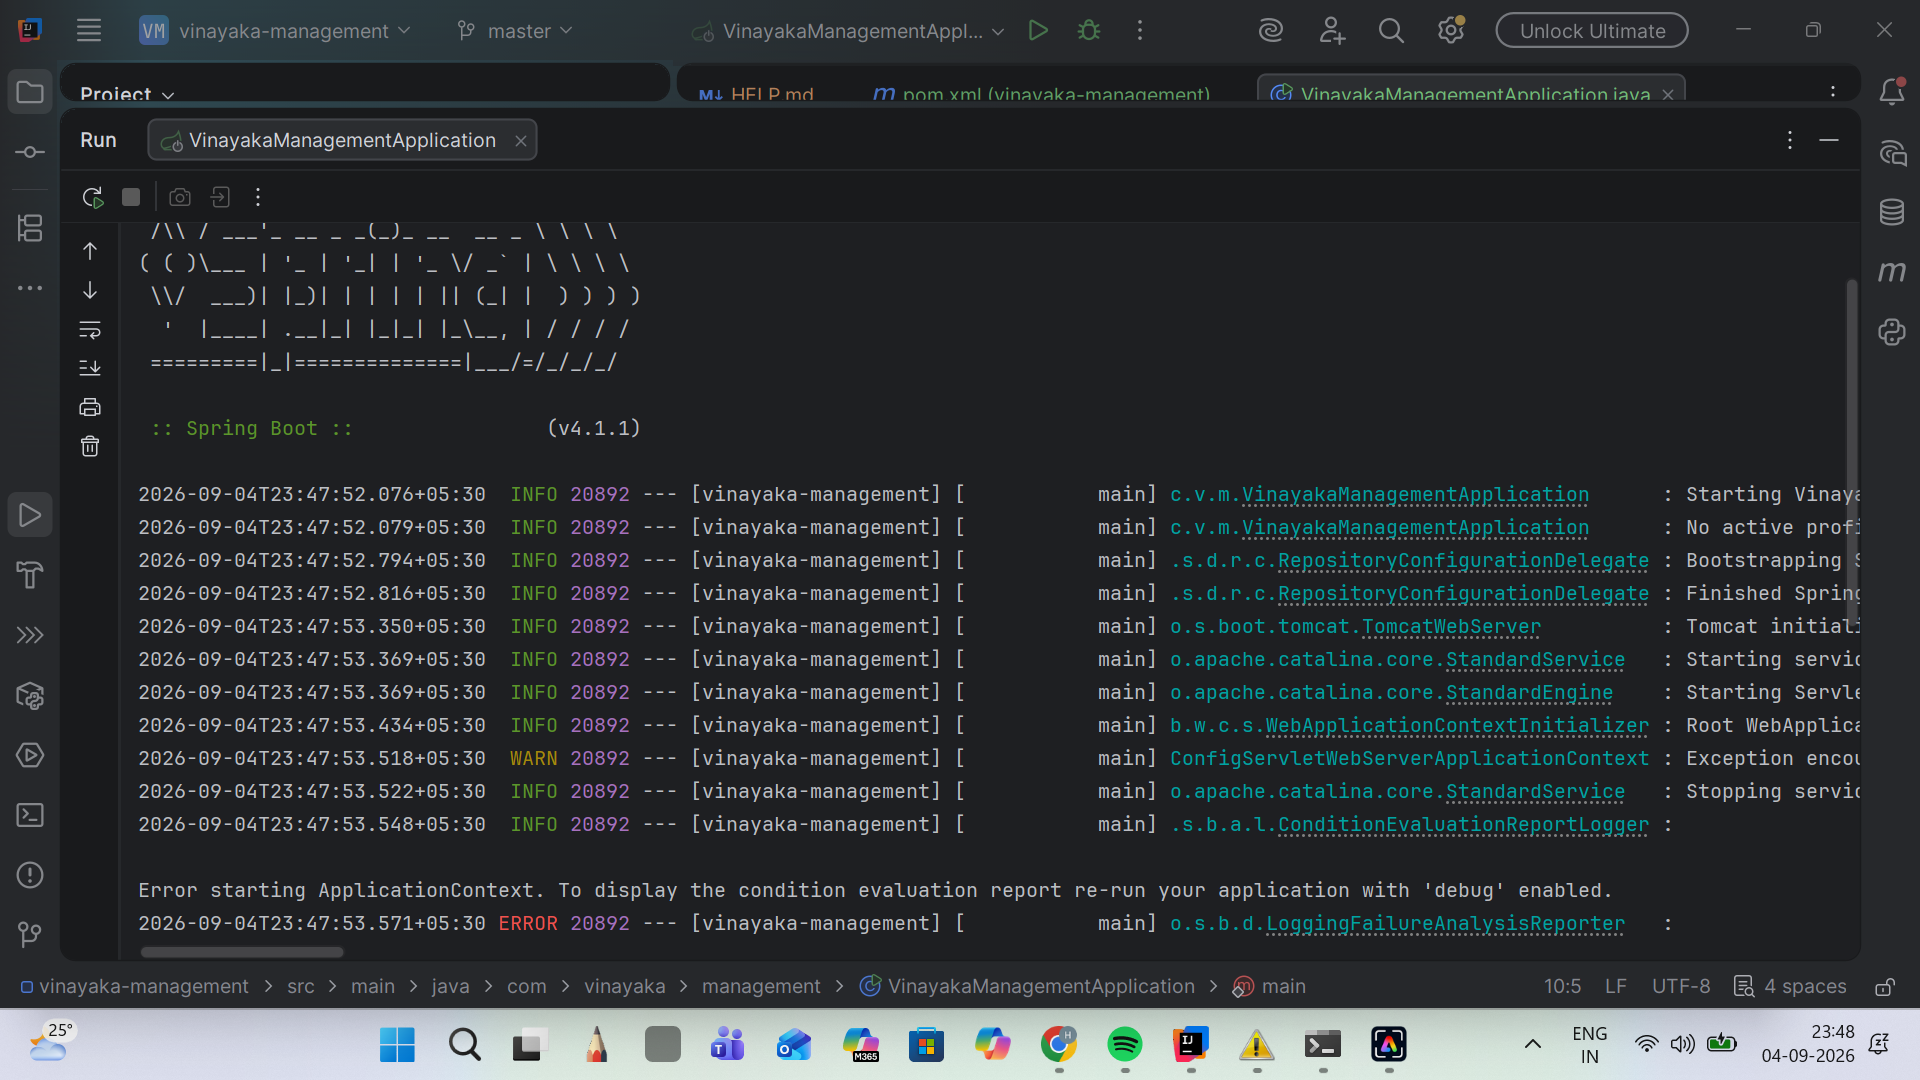 VM vinayaka-management
master
VinayakaManagementAppl...
Unlock Ultimate
Project
M↓ HELP.md
m pom.xml (vinayaka-management)
VinayakaManagementApplication.java
Run
VinayakaManagementApplication
 /\\ / ___'_ __ _ _(_)_ __  __ _ \ \ \ \
( ( )\___ | '_ | '_| | '_ \/ _` | \ \ \ \
 \\/  ___)| |_)| | | | | || (_| |  ) ) ) )
  '  |____| .__|_| |_|_| |_\__, | / / / /
 =========|_|==============|___/=/_/_/_/
:: Spring Boot :: (v4.1.1)
2026-09-04T23:47:52.076+05:30  INFO 20892 --- [vinayaka-management] [           main] c.v.m.VinayakaManagementApplication      : Starting Vinaya
2026-09-04T23:47:52.079+05:30  INFO 20892 --- [vinayaka-management] [           main] c.v.m.VinayakaManagementApplication      : No active profi
2026-09-04T23:47:52.794+05:30  INFO 20892 --- [vinayaka-management] [           main] .s.d.r.c.RepositoryConfigurationDelegate : Bootstrapping S
2026-09-04T23:47:52.816+05:30  INFO 20892 --- [vinayaka-management] [           main] .s.d.r.c.RepositoryConfigurationDelegate : Finished Spring
2026-09-04T23:47:53.350+05:30  INFO 20892 --- [vinayaka-management] [           main] o.s.boot.tomcat.TomcatWebServer          : Tomcat initiali
2026-09-04T23:47:53.369+05:30  INFO 20892 --- [vinayaka-management] [           main] o.apache.catalina.core.StandardService   : Starting servic
2026-09-04T23:47:53.369+05:30  INFO 20892 --- [vinayaka-management] [           main] o.apache.catalina.core.StandardEngine    : Starting Servle
2026-09-04T23:47:53.434+05:30  INFO 20892 --- [vinayaka-management] [           main] b.w.c.s.WebApplicationContextInitializer : Root WebApplica
2026-09-04T23:47:53.518+05:30  WARN 20892 --- [vinayaka-management] [           main] ConfigServletWebServerApplicationContext : Exception encou
2026-09-04T23:47:53.522+05:30  INFO 20892 --- [vinayaka-management] [           main] o.apache.catalina.core.StandardService   : Stopping servic
2026-09-04T23:47:53.548+05:30  INFO 20892 --- [vinayaka-management] [           main] .s.b.a.l.ConditionEvaluationReportLogger :
Error starting ApplicationContext. To display the condition evaluation report re-run your application with 'debug' enabled.
2026-09-04T23:47:53.571+05:30 ERROR 20892 --- [vinayaka-management] [           main] o.s.b.d.LoggingFailureAnalysisReporter   :
vinayaka-management > src > main > java > com > vinayaka > management > VinayakaManagementApplication > main
10:5 LF UTF-8 4 spaces
25°
M365
ENG
IN
23:48
04-09-2026